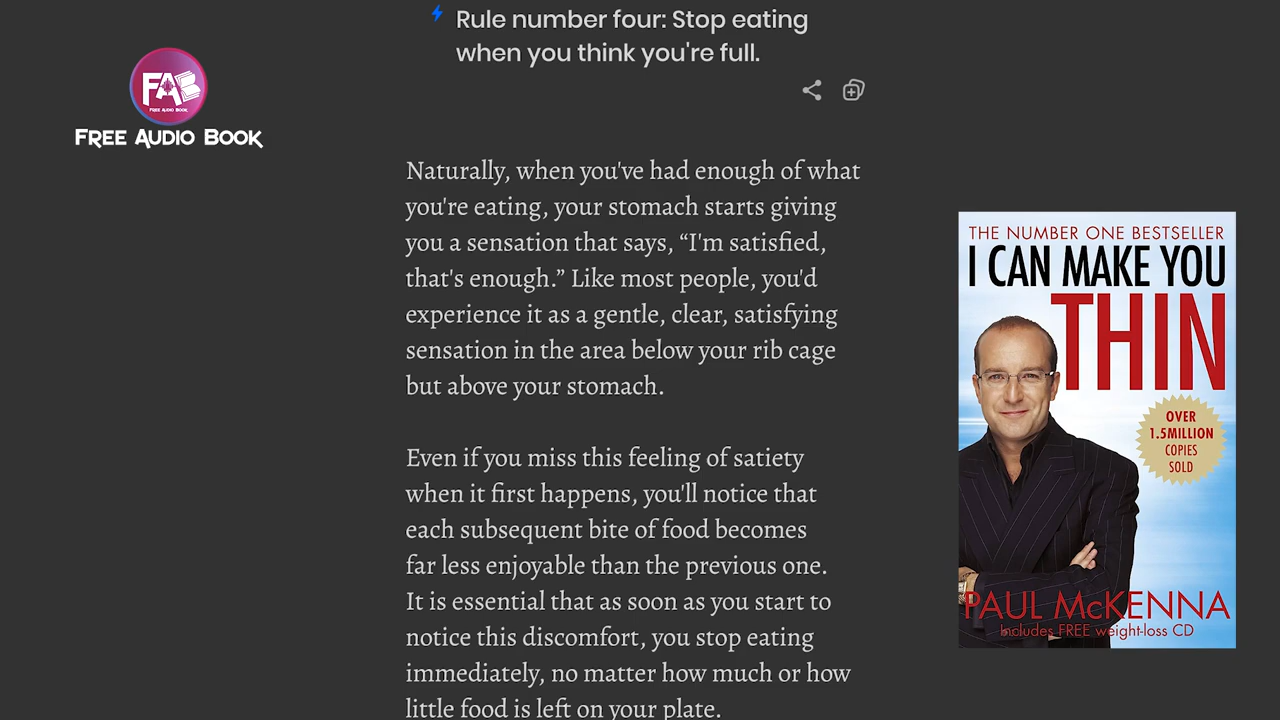 Rule number four: Stop eating
when you think you're full.
FAB
FREE AUDIO BOOK
FREE AUDIO BOOK
Naturally, when you've had enough of what
you're eating, your stomach starts giving
you a sensation that says, “I'm satisfied,
that's enough.” Like most people, you'd
experience it as a gentle, clear, satisfying
sensation in the area below your rib cage
but above your stomach.
Even if you miss this feeling of satiety
when it first happens, you'll notice that
each subsequent bite of food becomes
far less enjoyable than the previous one.
It is essential that as soon as you start to
notice this discomfort, you stop eating
immediately, no matter how much or how
little food is left on your plate.
THE NUMBER ONE BESTSELLER
I CAN MAKE YOU
THIN
OVER
1.5MILLION
COPIES
SOLD
PAUL McKENNA
Includes FREE weight-loss CD